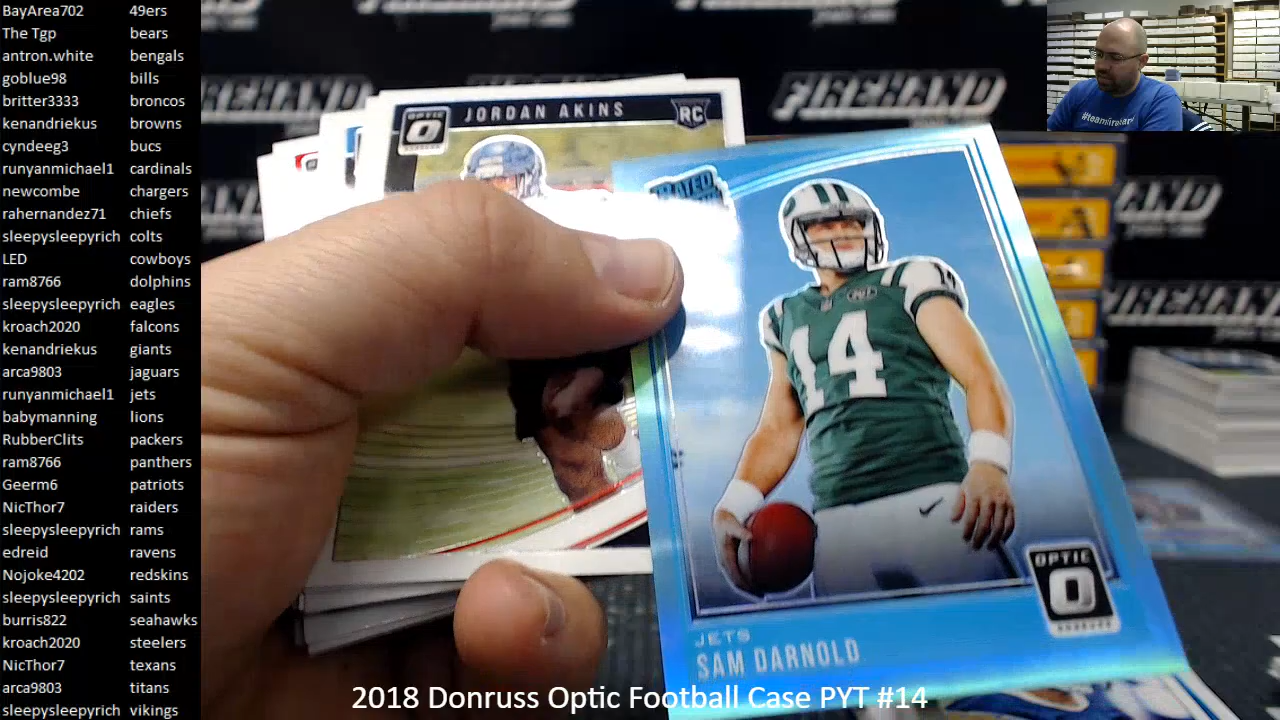 BayArea702 49ers
The Tgp bears
antron.white bengals
goblue98 bills
britter3333 broncos
kenandriekus browns
cyndeeg3 bucs
runyanmichael1 cardinals
newcombe chargers
rahernandez71 chiefs
sleepysleepyrich colts
LED cowboys
ram8766 dolphins
sleepysleepyrich eagles
kroach2020 falcons
kenandriekus giants
arca9803 jaguars
runyanmichael1 jets
babymanning lions
RubberClits packers
ram8766 panthers
Geerm6 patriots
NicThor7 raiders
sleepysleepyrich rams
edreid ravens
Nojoke4202 redskins
sleepysleepyrich saints
burris822 seahawks
kroach2020 steelers
NicThor7 texans
arca9803 titans
sleepysleepyrich vikings
FIREHAND
OPTIC
JORDAN AKINS
RC
RATED
14
14
OPTIC
JETS
SAM DARNOLD
2018 Donruss Optic Football Case PYT #14